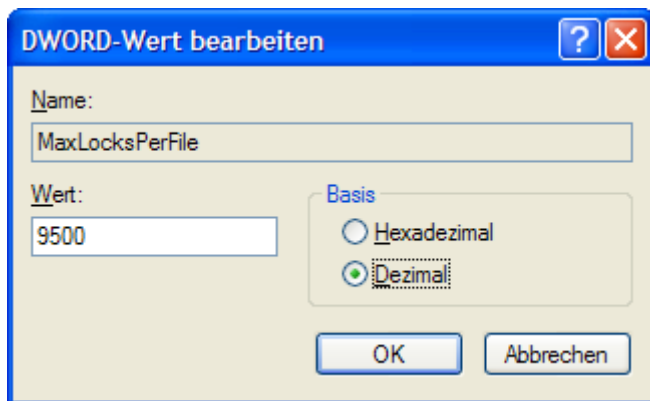 DWORD-Wert bearbeiten
Name:
MaxLocksPerFile
Wert:
9500
Basis
Hexadezimal
Dezimal
OK
Abbrechen